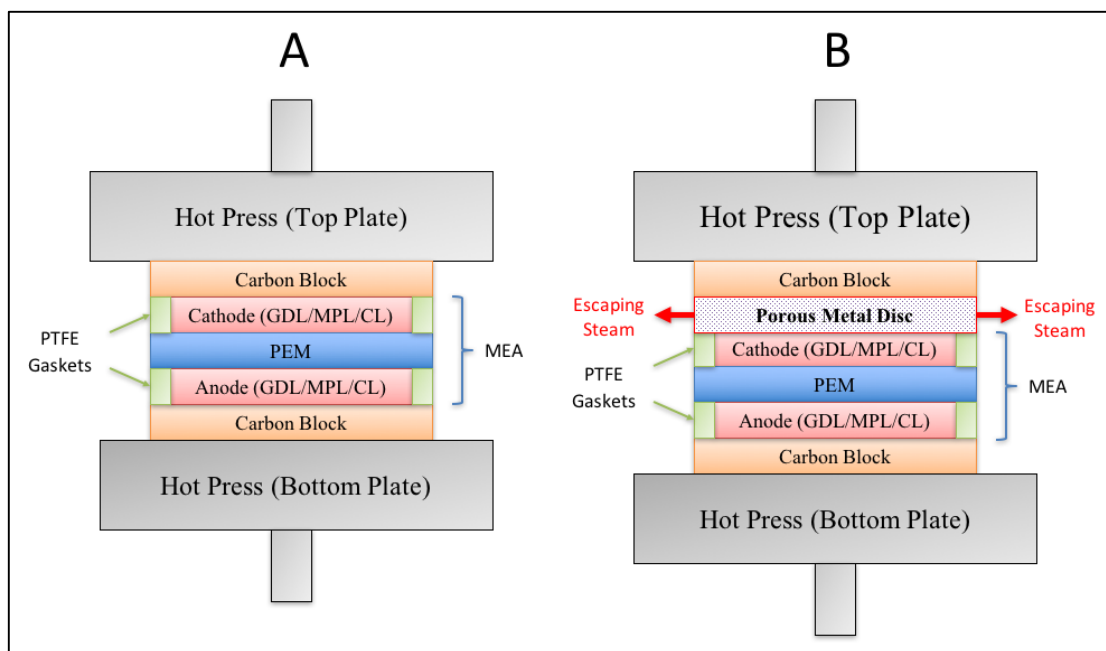 A
Hot Press (Top Plate)
Carbon Block
Cathode (GDL/MPL/CL)
PTFE
Gaskets
PEM
MEA
Anode (GDL/MPL/CL)
Carbon Block
Hot Press (Bottom Plate)
B
Hot Press (Top Plate)
Carbon Block
Escaping
Steam
Porous Metal Disc
Escaping
Steam
Cathode (GDL/MPL/CL)
PTFE
Gaskets
PEM
MEA
Anode (GDL/MPL/CL)
Carbon Block
Hot Press (Bottom Plate)